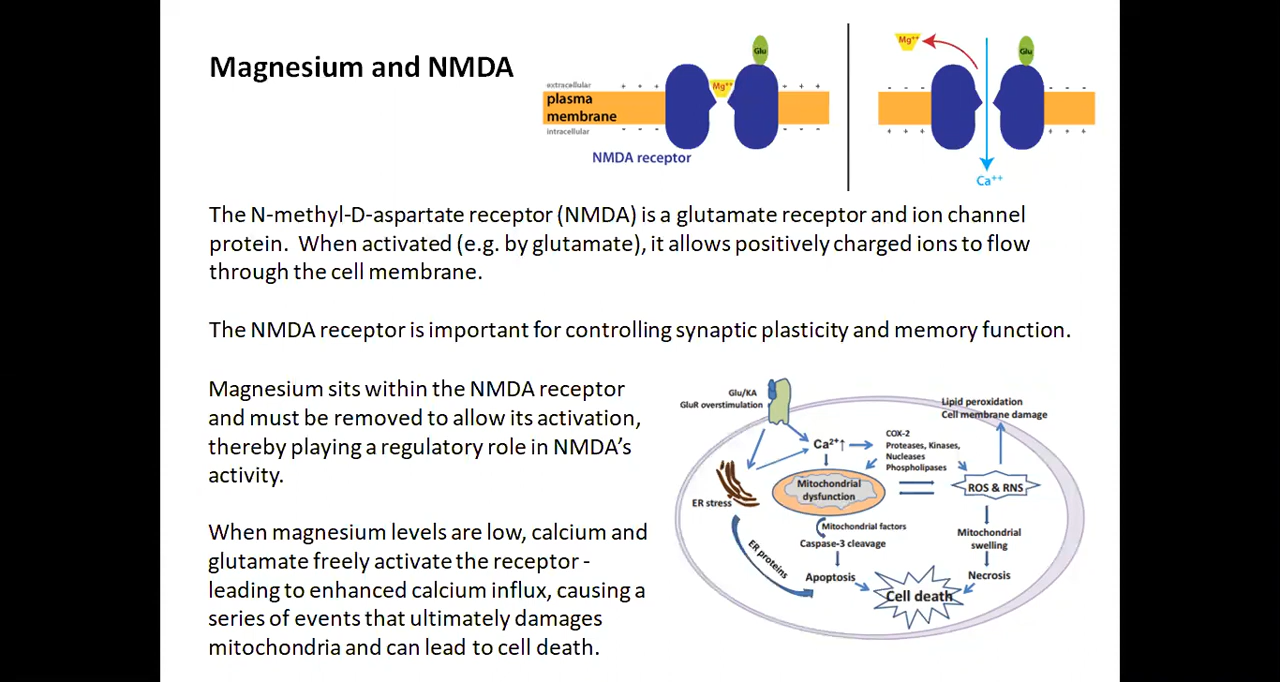 Magnesium and NMDA
Glu
extracellular
+ + +
Mg⁺⁺
+ + +
plasma
membrane
intracellular
- - -
- - -
NMDA receptor
Mg⁺⁺
Glu
- - -
- - -
+ + +
+ + +
Ca⁺⁺
The N-methyl-D-aspartate receptor (NMDA) is a glutamate receptor and ion channel
protein.  When activated (e.g. by glutamate), it allows positively charged ions to flow
through the cell membrane.
The NMDA receptor is important for controlling synaptic plasticity and memory function.
Magnesium sits within the NMDA receptor
and must be removed to allow its activation,
thereby playing a regulatory role in NMDA’s
activity.
When magnesium levels are low, calcium and
glutamate freely activate the receptor -
leading to enhanced calcium influx, causing a
series of events that ultimately damages
mitochondria and can lead to cell death.
Glu/KA
GluR overstimulation
Lipid peroxidation
Cell membrane damage
Ca²⁺↑
COX-2
Proteases, Kinases,
Nucleases
Phospholipases
ER stress
Mitochondrial
dysfunction
ROS & RNS
Mitochondrial factors
Caspase-3 cleavage
Mitochondrial
swelling
ER proteins
Apoptosis
Necrosis
Cell death